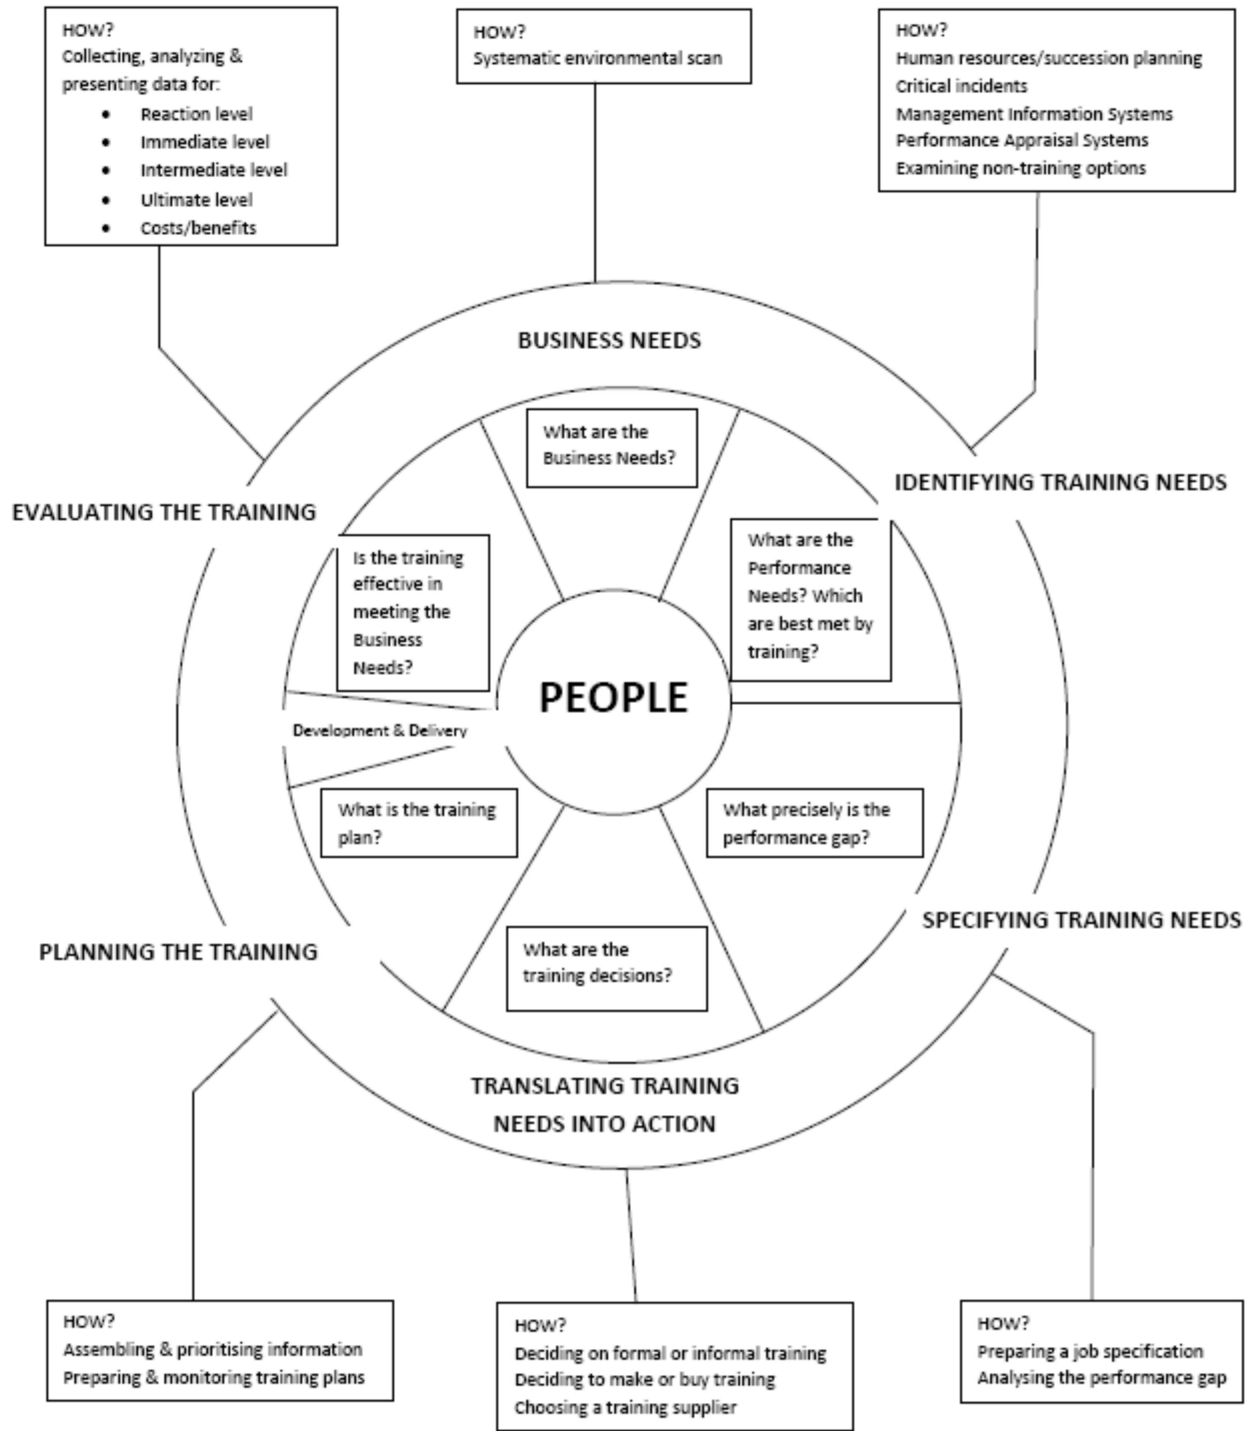 HOW?
Collecting, analyzing &
presenting data for:
• Reaction level
• Immediate level
• Intermediate level
• Ultimate level
• Costs/benefits
HOW?
Systematic environmental scan
HOW?
Human resources/succession planning
Critical incidents
Management Information Systems
Performance Appraisal Systems
Examining non-training options
BUSINESS NEEDS
What are the
Business Needs?
IDENTIFYING TRAINING NEEDS
EVALUATING THE TRAINING
Is the training
effective in
meeting the
Business
Needs?
What are the
Performance
Needs? Which
are best met by
training?
PEOPLE
Development & Delivery
What is the training
plan?
What precisely is the
performance gap?
SPECIFYING TRAINING NEEDS
PLANNING THE TRAINING
What are the
training decisions?
TRANSLATING TRAINING
NEEDS INTO ACTION
HOW?
Assembling & prioritising information
Preparing & monitoring training plans
HOW?
Deciding on formal or informal training
Deciding to make or buy training
Choosing a training supplier
HOW?
Preparing a job specification
Analysing the performance gap